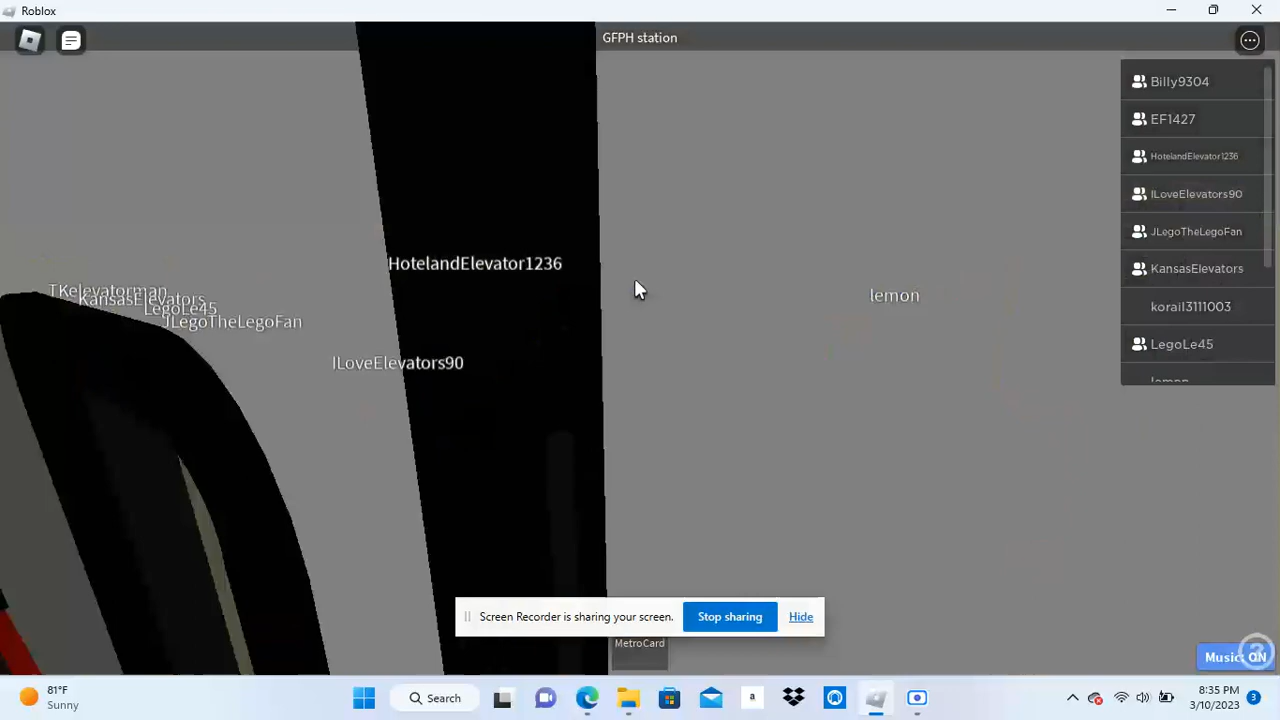 Roblox
GFPH station
Billy9304
EF1427
HotelandElevator1236
ILoveElevators90
JLegoTheLegoFan
KansasElevators
korail3111003
LegoLe45
lemon
HotelandElevator1236
TKelevatorman
KansasElevators
LegoLe45
JLegoTheLegoFan
lemon
ILoveElevators90
Screen Recorder is sharing your screen.
Stop sharing
Hide
MetroCard
Music: ON
81°F
Sunny
Search
a
8:35 PM
3/10/2023
3